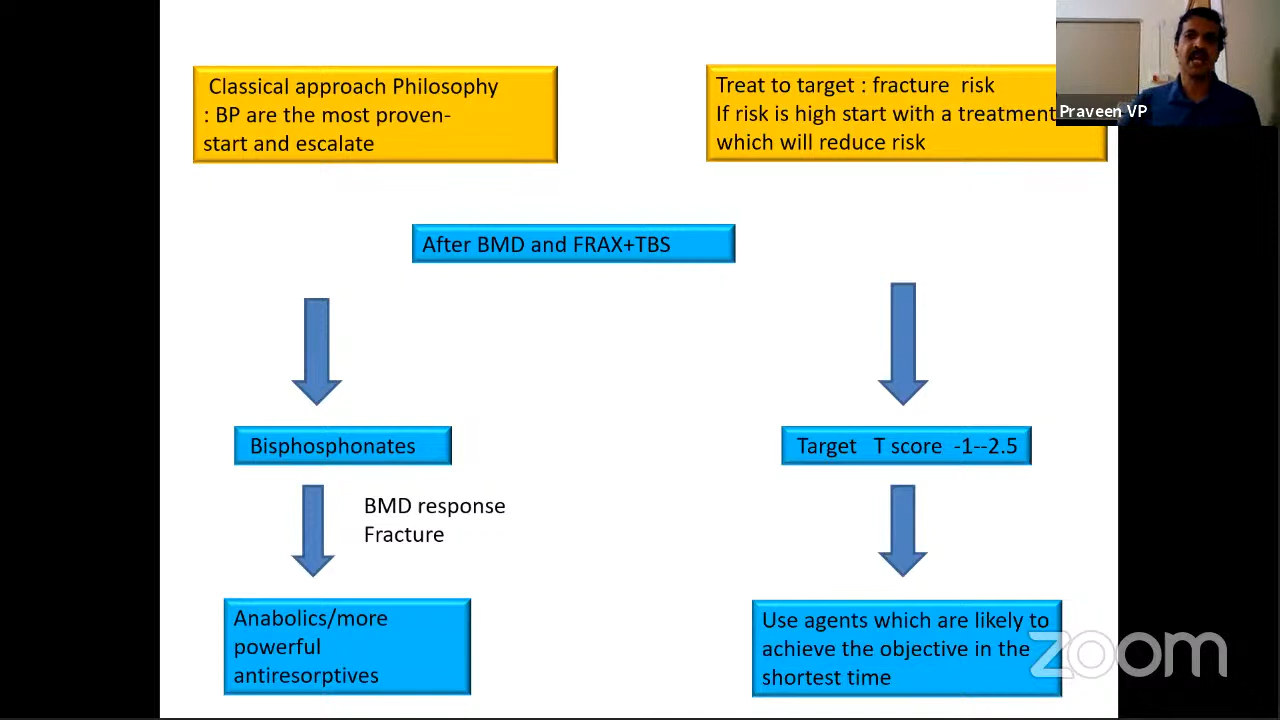 Classical approach Philosophy
: BP are the most proven-
start and escalate
Treat to target : fracture risk
If risk is high start with a treatment
which will reduce risk
Praveen VP
After BMD and FRAX+TBS
Bisphosphonates
Target T score -1--2.5
BMD response
Fracture
Anabolics/more
powerful
antiresorptives
Use agents which are likely to
achieve the objective in the
shortest time
zoom